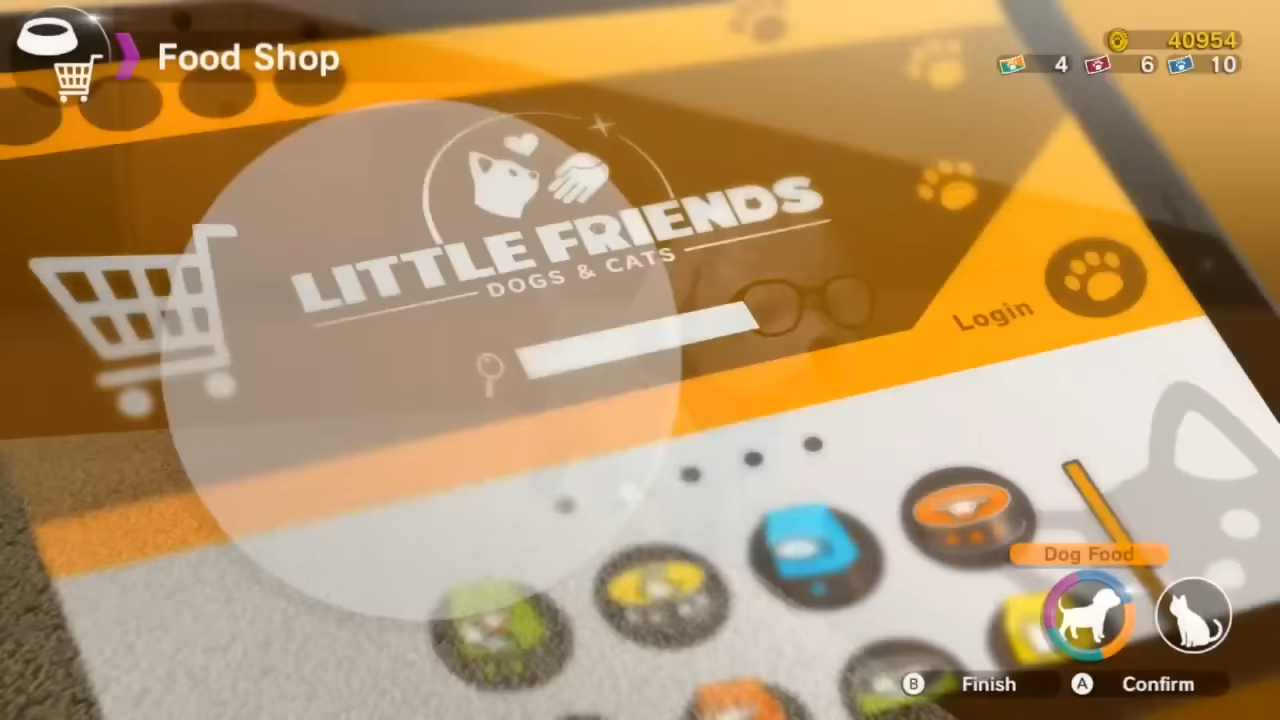 Food Shop
40954
4 6 10
LITTLE FRIENDS
DOGS & CATS
Login
Dog Food
B Finish A Confirm